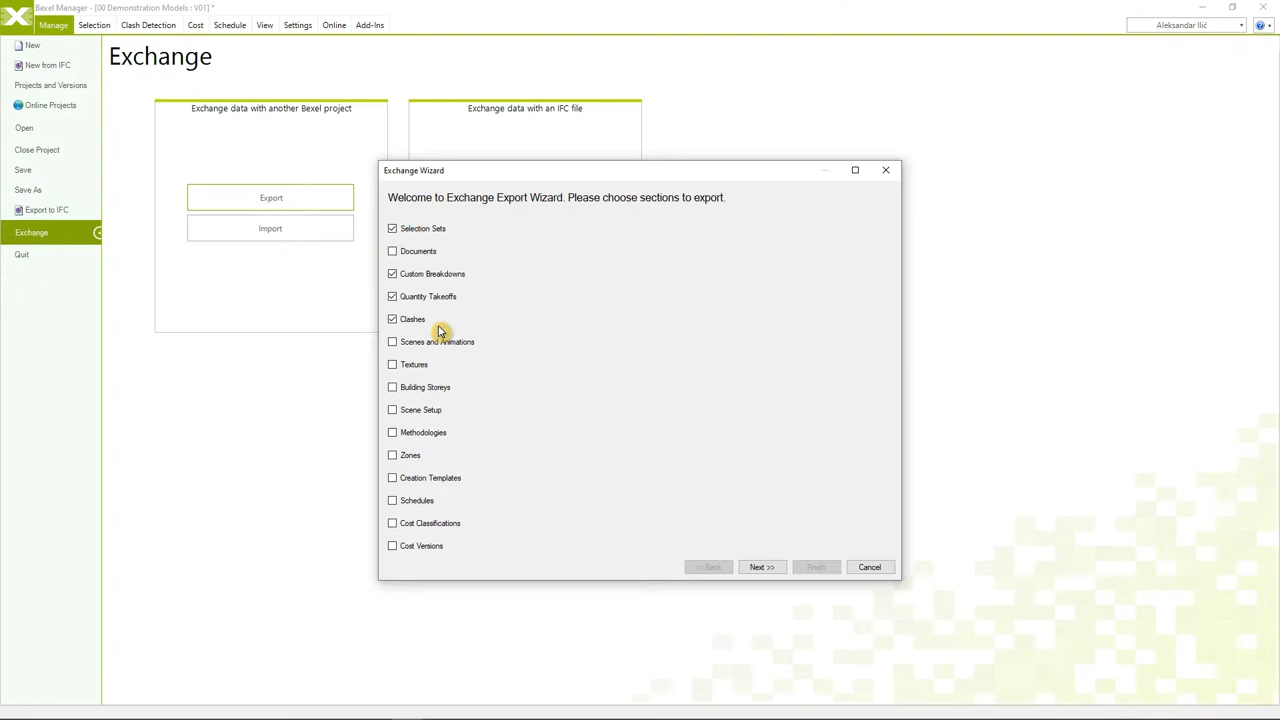 Bexel Manager - [00 Demonstration Models : V01] *
Manage Selection Clash Detection Cost Schedule View Settings Online Add-Ins
Aleksandar Ilić
New
New from IFC
Projects and Versions
Online Projects
Open
Close Project
Save
Save As
Export to IFC
Exchange
Quit
Exchange
Exchange data with another Bexel project
Export
Import
Exchange data with an IFC file
Exchange Wizard
Welcome to Exchange Export Wizard. Please choose sections to export.
Selection Sets
Documents
Custom Breakdowns
Quantity Takeoffs
Clashes
Scenes and Animations
Textures
Building Storeys
Scene Setup
Methodologies
Zones
Creation Templates
Schedules
Cost Classifications
Cost Versions
<< Back Next >> Finish Cancel